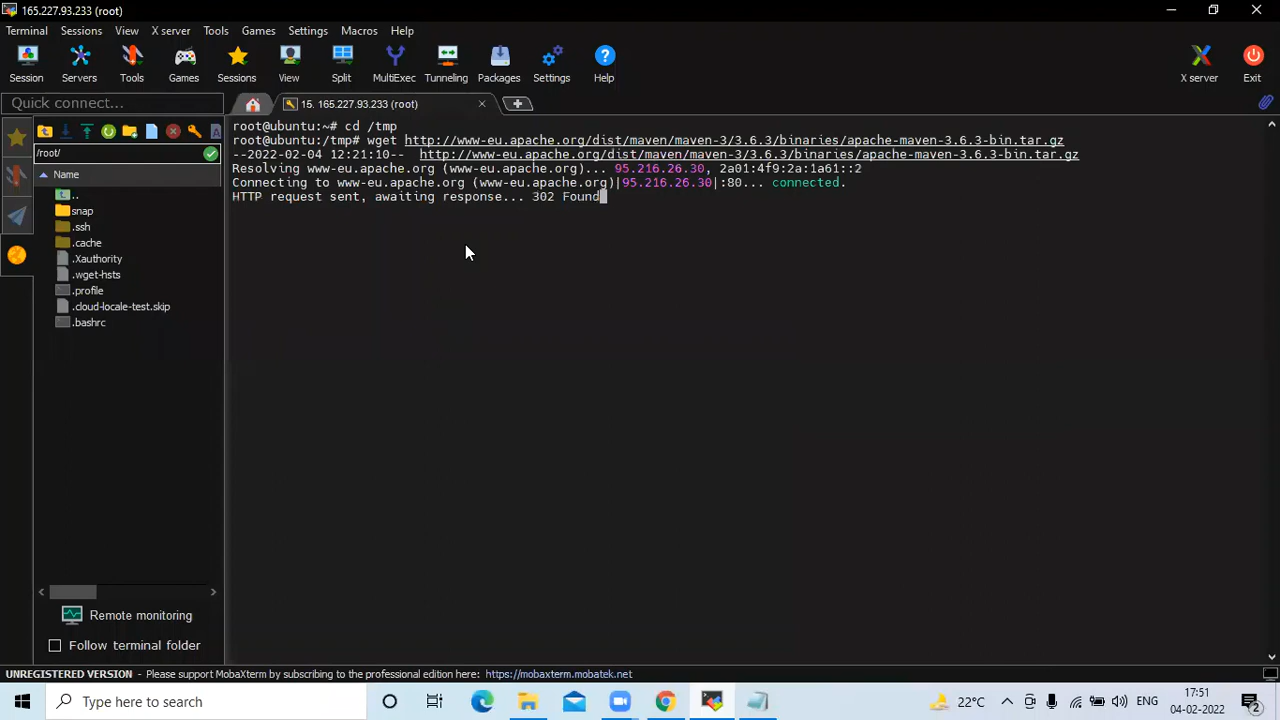 165.227.93.233 (root)
Terminal Sessions View X server Tools Games Settings Macros Help
Session Servers Tools Games Sessions View Split MultiExec Tunneling Packages Settings Help X server Exit
Quick connect...
15. 165.227.93.233 (root)
/root/
Name
..
snap
.ssh
.cache
.Xauthority
.wget-hsts
.profile
.cloud-locale-test.skip
.bashrc
Remote monitoring
Follow terminal folder
root@ubuntu:~# cd /tmp
root@ubuntu:/tmp# wget http://www-eu.apache.org/dist/maven/maven-3/3.6.3/binaries/apache-maven-3.6.3-bin.tar.gz
--2022-02-04 12:21:10-- http://www-eu.apache.org/dist/maven/maven-3/3.6.3/binaries/apache-maven-3.6.3-bin.tar.gz
Resolving www-eu.apache.org (www-eu.apache.org)... 95.216.26.30, 2a01:4f9:2a:1a61::2
Connecting to www-eu.apache.org (www-eu.apache.org)|95.216.26.30|:80... connected.
HTTP request sent, awaiting response... 302 Found
UNREGISTERED VERSION - Please support MobaXterm by subscribing to the professional edition here: https://mobaxterm.mobatek.net
Type here to search
22°C
ENG
17:51
04-02-2022
2